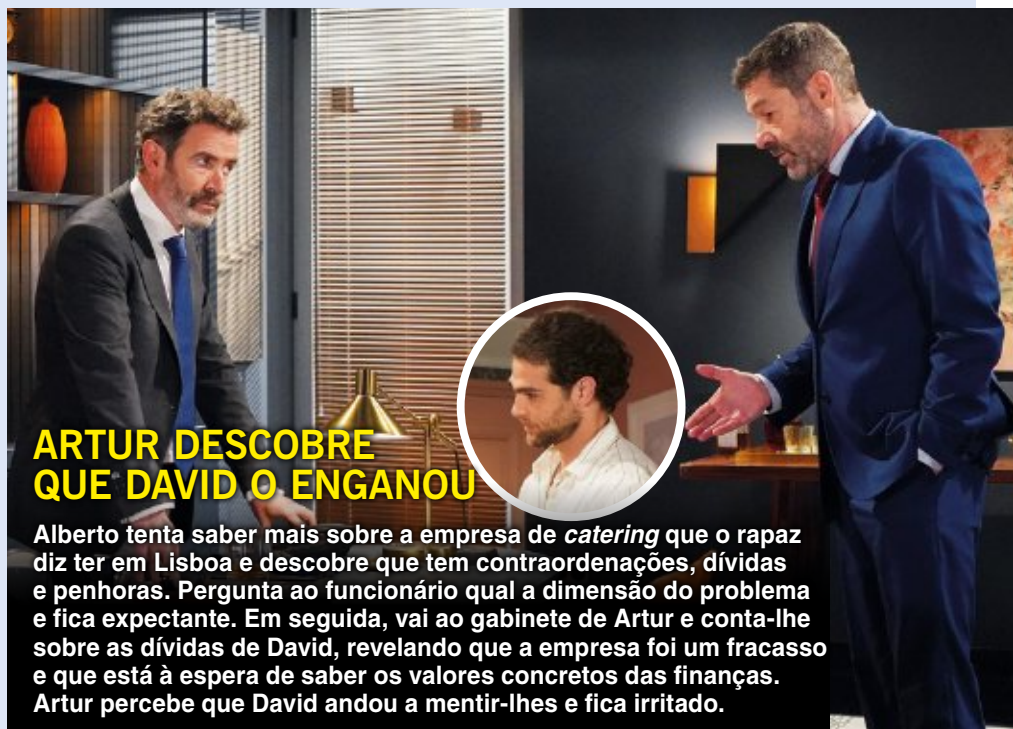 ARTUR DESCOBRE
QUE DAVID O ENGANOU
Alberto tenta saber mais sobre a empresa de catering que o rapaz
diz ter em Lisboa e descobre que tem contraordenações, dívidas
e penhoras. Pergunta ao funcionário qual a dimensão do problema
e fica expectante. Em seguida, vai ao gabinete de Artur e conta-lhe
sobre as dívidas de David, revelando que a empresa foi um fracasso
e que está à espera de saber os valores concretos das finanças.
Artur percebe que David andou a mentir-lhes e fica irritado.